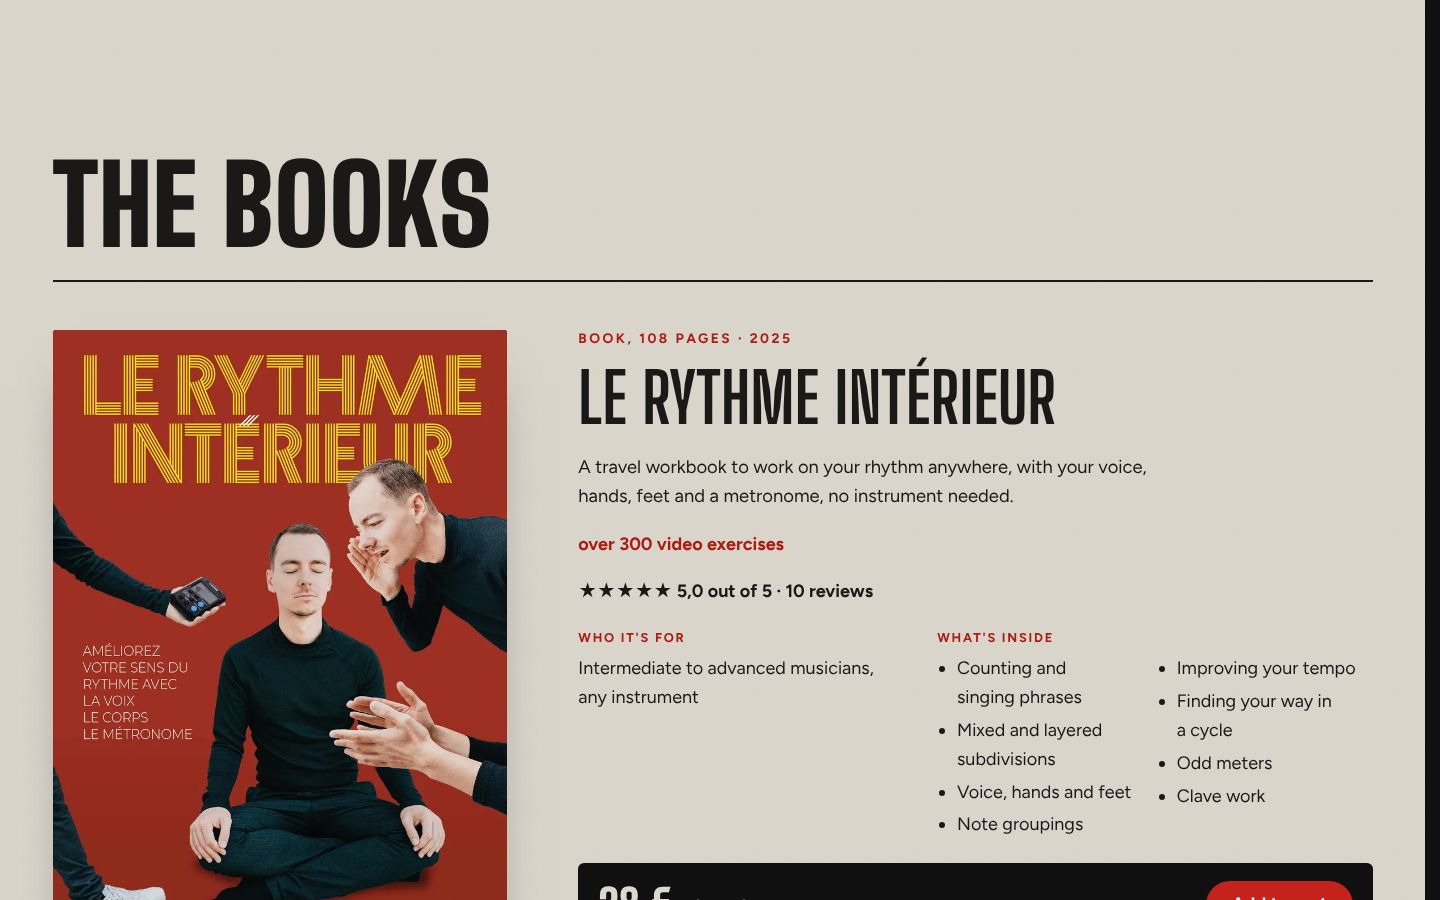 THE BOOKS
LE RYTHME
INTÉRIEUR
AMÉLIOREZ
VOTRE SENS DU
RYTHME AVEC
LA VOIX
LE CORPS
LE MÉTRONOME
BOOK, 108 PAGES · 2025
LE RYTHME INTÉRIEUR
A travel workbook to work on your rhythm anywhere, with your voice,
hands, feet and a metronome, no instrument needed.
over 300 video exercises
★★★★★ 5,0 out of 5 · 10 reviews
WHO IT'S FOR
Intermediate to advanced musicians,
any instrument
WHAT'S INSIDE
Counting and
singing phrases
Mixed and layered
subdivisions
Voice, hands and feet
Note groupings
Improving your tempo
Finding your way in
a cycle
Odd meters
Clave work